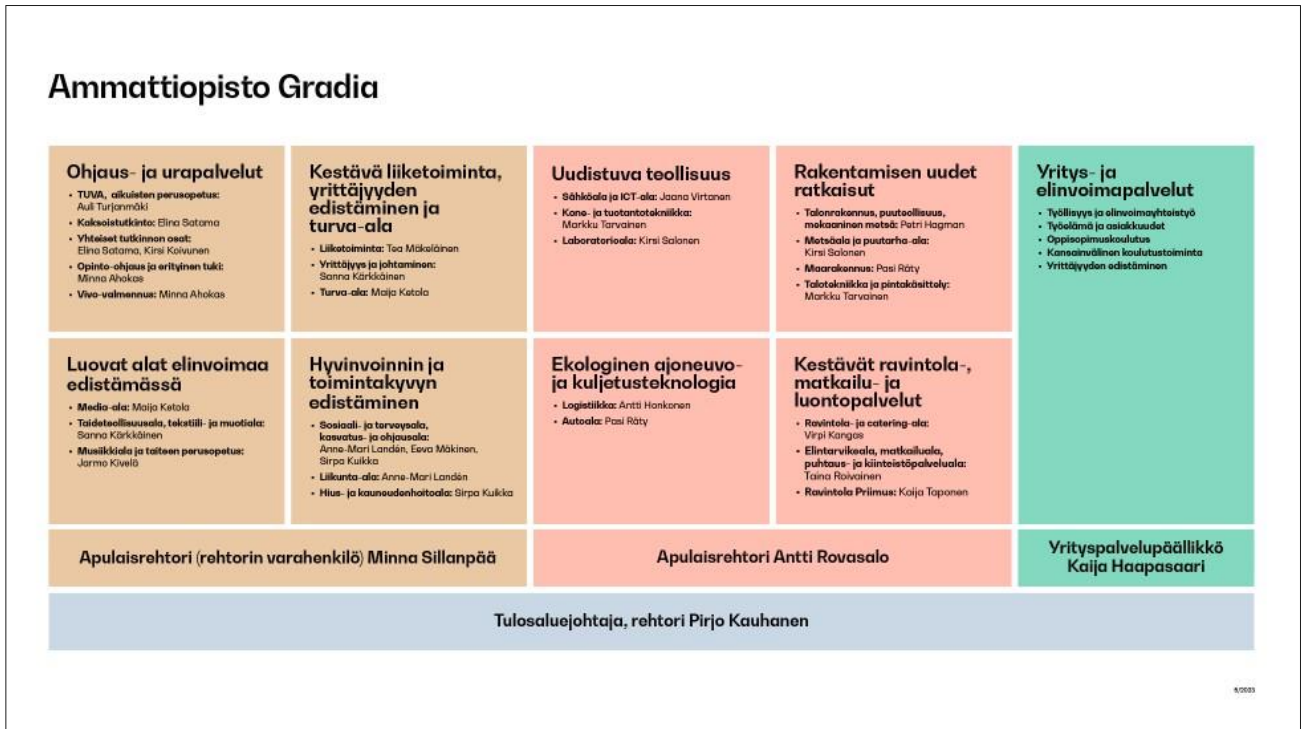 Ammattiopisto Gradia
Ohjaus- ja urapalvelut
• TUVA, aikuisten perusopetus:
Auli Turjanmäki
• Kaksoistutkinto: Elina Satama
• Yhteiset tutkinnon osat:
Elina Satama, Kirsi Koivunen
• Opinto-ohjaus ja erityinen tuki:
Minna Ahokas
• Viva-valmennus: Minna Ahokas
Kestävä liiketoiminta,
yrittäjyyden
edistäminen ja
turva-ala
• Liiketoiminta: Tea Mäkeläinen
• Yrittäjyys ja johtaminen:
Sanna Kärkkäinen
• Turva-ala: Maija Ketola
Uudistuva teollisuus
• Sähköala ja ICT-ala: Jaana Virtanen
• Kone- ja tuotantotekniikka:
Markku Tarvainen
• Laboratorioala: Kirsi Salonen
Rakentamisen uudet
ratkaisut
• Talonrakennus, puuteollisuus,
mekaaninen metsä: Petri Hagman
• Metsäala ja puutarha-ala:
Kirsi Salonen
• Maarakennus: Pasi Räty
• Talotekniikka ja pintakäsittely:
Markku Tarvainen
Yritys- ja
elinvoimapalvelut
• Työllisyys ja elinvoimayhteistyö
• Työelämä ja asiakkuudet
• Oppisopimuskoulutus
• Kansainvälinen koulutustoiminta
• Yrittäjyyden edistäminen
Luovat alat elinvoimaa
edistämässä
• Media-ala: Maija Ketola
• Taideteollisuusala, tekstiili- ja muotiala:
Sanna Kärkkäinen
• Musiikkiala ja taiteen perusopetus:
Jarmo Kivelä
Hyvinvoinnin ja
toimintakyvyn
edistäminen
• Sosiaali- ja terveysala,
kasvatus- ja ohjausala:
Anne-Mari Landén, Eeva Mäkinen,
Sirpa Kuikka
• Liikunta-ala: Anne-Mari Landén
• Hius- ja kauneudenhoitoala: Sirpa Kuikka
Ekologinen ajoneuvo-
ja kuljetusteknologia
• Logistiikka: Antti Hankonen
• Autoala: Pasi Räty
Kestävät ravintola-,
matkailu- ja
luontopalvelut
• Ravintola- ja catering-ala:
Virpi Kangas
• Elintarvikeala, matkailuala,
puhtaus- ja kiinteistöpalveluala:
Taina Roivainen
• Ravintola Priimus: Kaija Taponen
Apulaisrehtori (rehtorin varahenkilö) Minna Sillanpää
Apulaisrehtori Antti Rovasalo
Yrityspalvelupäällikkö
Kaija Haapasaari
Tulosaluejohtaja, rehtori Pirjo Kauhanen